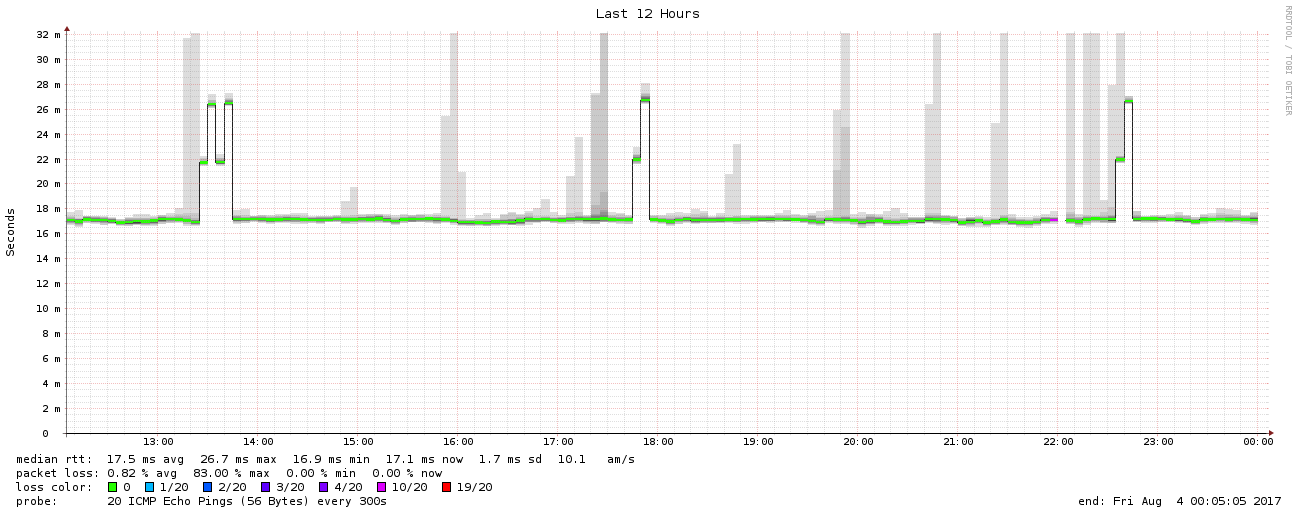 Last 12 Hours
RRDTOOL / TOBI OETIKER
Seconds
32 m
30 m
28 m
26 m
24 m
22 m
20 m
18 m
16 m
14 m
12 m
10 m
8 m
6 m
4 m
2 m
0
13:00 14:00 15:00 16:00 17:00 18:00 19:00 20:00 21:00 22:00 23:00 00:00
median rtt: 17.5 ms avg 26.7 ms max 16.9 ms min 17.1 ms now 1.7 ms sd 10.1 am/s
packet loss: 0.82 % avg 83.00 % max 0.00 % min 0.00 % now
loss color: 0 1/20 2/20 3/20 4/20 10/20 19/20
probe: 20 ICMP Echo Pings (56 Bytes) every 300s end: Fri Aug 4 00:05:05 2017